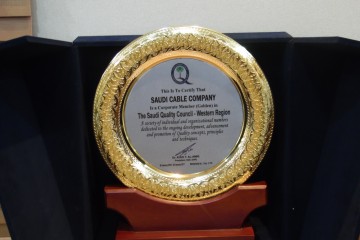 Q
This Is To Certify That
SAUDI CABLE COMPANY
Is a Corporate Member (Golden) in
The Saudi Quality Council - Western Region
A society of individual and organizational members
dedicated to the ongoing development, advancement
and promotion of Quality concepts, principles
and techniques.